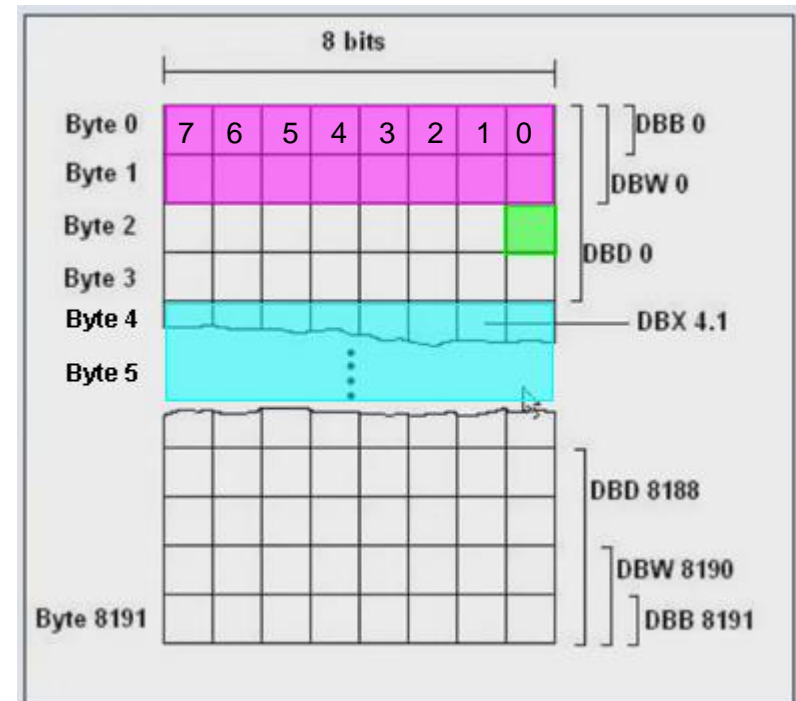 8 bits
Byte 0 7 6 5 4 3 2 1 0 DBB 0
Byte 1 DBW 0
Byte 2
DBD 0
Byte 3
Byte 4 DBX 4.1
Byte 5
DBD 8188
DBW 8190
Byte 8191 DBB 8191